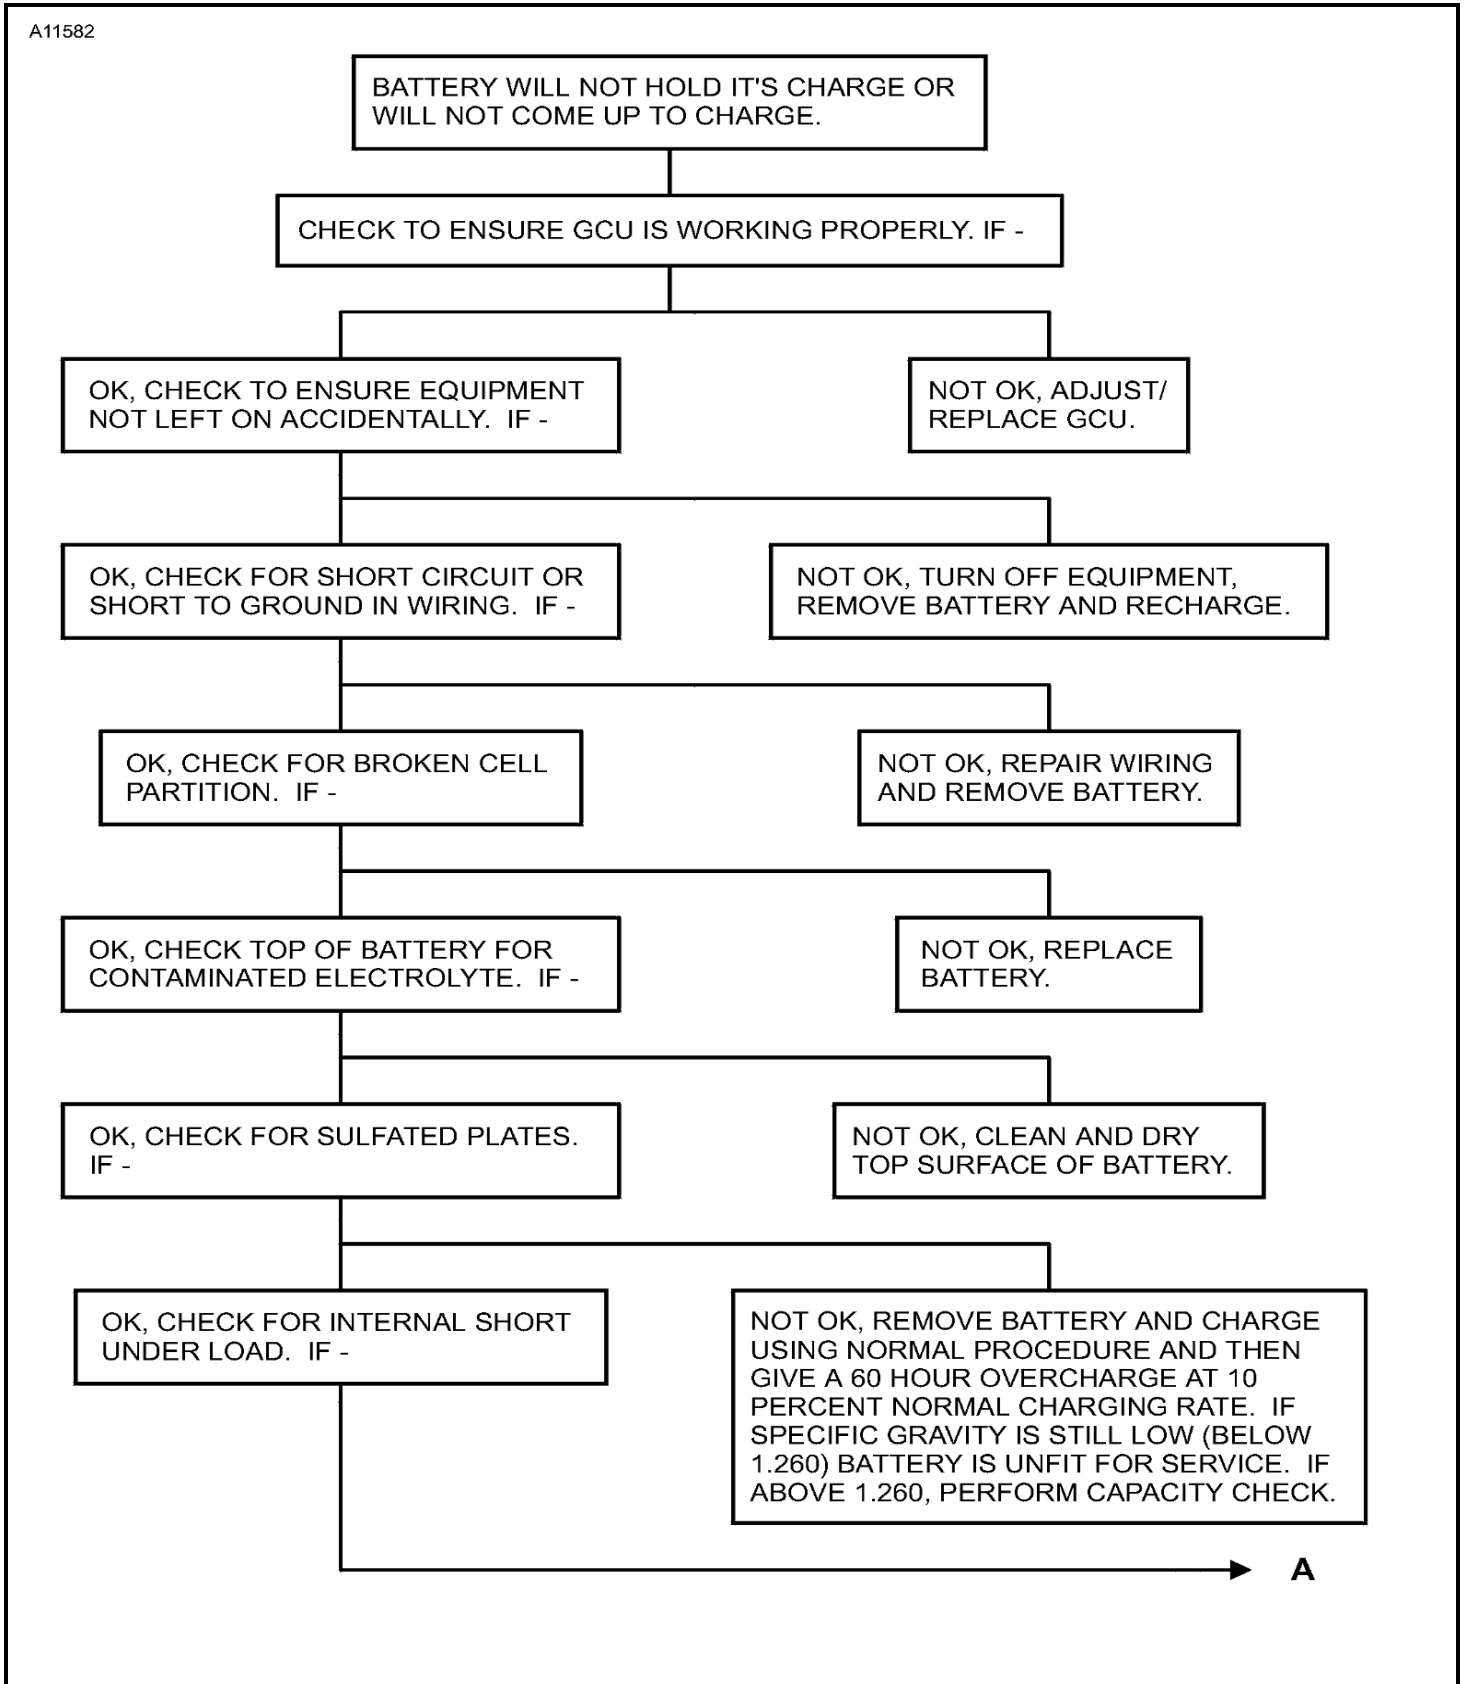 A11582
BATTERY WILL NOT HOLD IT'S CHARGE OR
WILL NOT COME UP TO CHARGE.
CHECK TO ENSURE GCU IS WORKING PROPERLY. IF -
OK, CHECK TO ENSURE EQUIPMENT
NOT LEFT ON ACCIDENTALLY.  IF -
NOT OK, ADJUST/
REPLACE GCU.
OK, CHECK FOR SHORT CIRCUIT OR
SHORT TO GROUND IN WIRING.  IF -
NOT OK, TURN OFF EQUIPMENT,
REMOVE BATTERY AND RECHARGE.
OK, CHECK FOR BROKEN CELL
PARTITION.  IF -
NOT OK, REPAIR WIRING
AND REMOVE BATTERY.
OK, CHECK TOP OF BATTERY FOR
CONTAMINATED ELECTROLYTE.  IF -
NOT OK, REPLACE
BATTERY.
OK, CHECK FOR SULFATED PLATES.
IF -
NOT OK, CLEAN AND DRY
TOP SURFACE OF BATTERY.
OK, CHECK FOR INTERNAL SHORT
UNDER LOAD.  IF -
NOT OK, REMOVE BATTERY AND CHARGE
USING NORMAL PROCEDURE AND THEN
GIVE A 60 HOUR OVERCHARGE AT 10
PERCENT NORMAL CHARGING RATE.  IF
SPECIFIC GRAVITY IS STILL LOW (BELOW
1.260) BATTERY IS UNFIT FOR SERVICE.  IF
ABOVE 1.260, PERFORM CAPACITY CHECK.
A